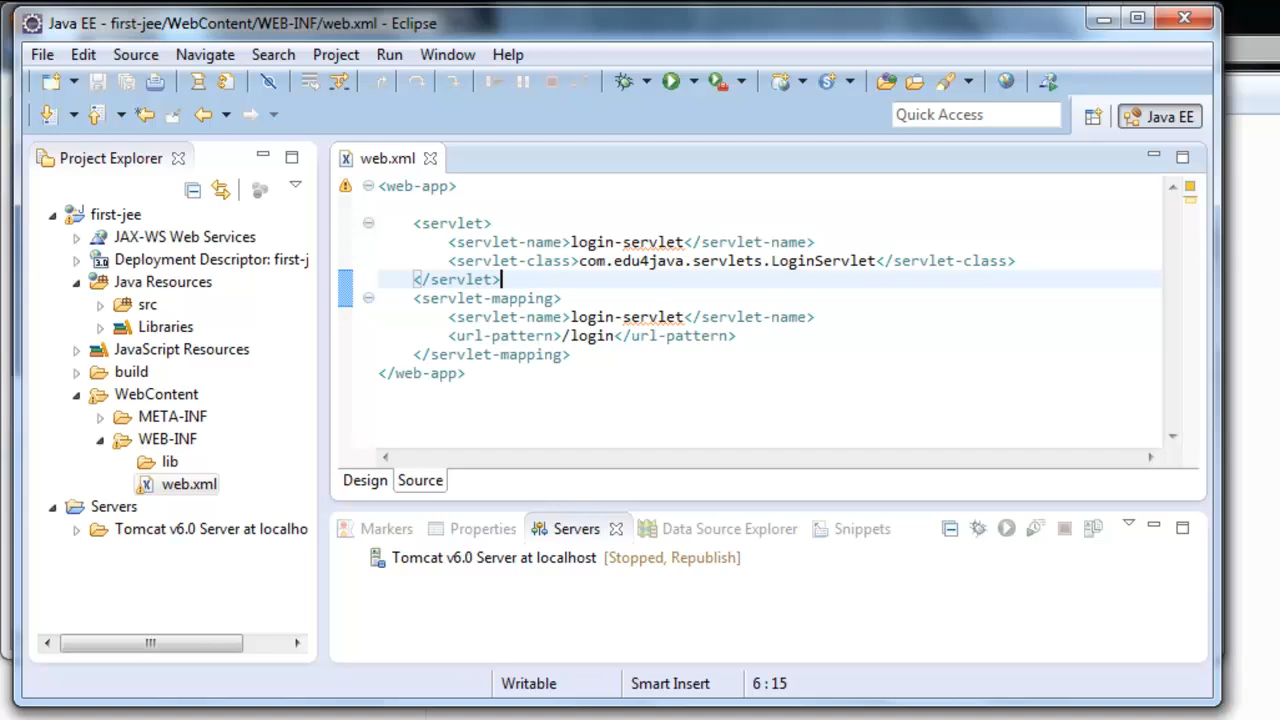 Java EE - first-jee/WebContent/WEB-INF/web.xml - Eclipse
File Edit Source Navigate Search Project Run Window Help
Quick Access
Java EE
Project Explorer
first-jee
JAX-WS Web Services
3.0 Deployment Descriptor: first-j
Java Resources
src
Libraries
JavaScript Resources
build
WebContent
META-INF
WEB-INF
lib
web.xml
Servers
Tomcat v6.0 Server at localho
web.xml
<web-app>
<servlet>
<servlet-name>login-servlet</servlet-name>
<servlet-class>com.edu4java.servlets.LoginServlet</servlet-class>
</servlet>
<servlet-mapping>
<servlet-name>login-servlet</servlet-name>
<url-pattern>/login</url-pattern>
</servlet-mapping>
</web-app>
Design Source
Markers Properties Servers Data Source Explorer Snippets
Tomcat v6.0 Server at localhost [Stopped, Republish]
Writable Smart Insert 6 : 15